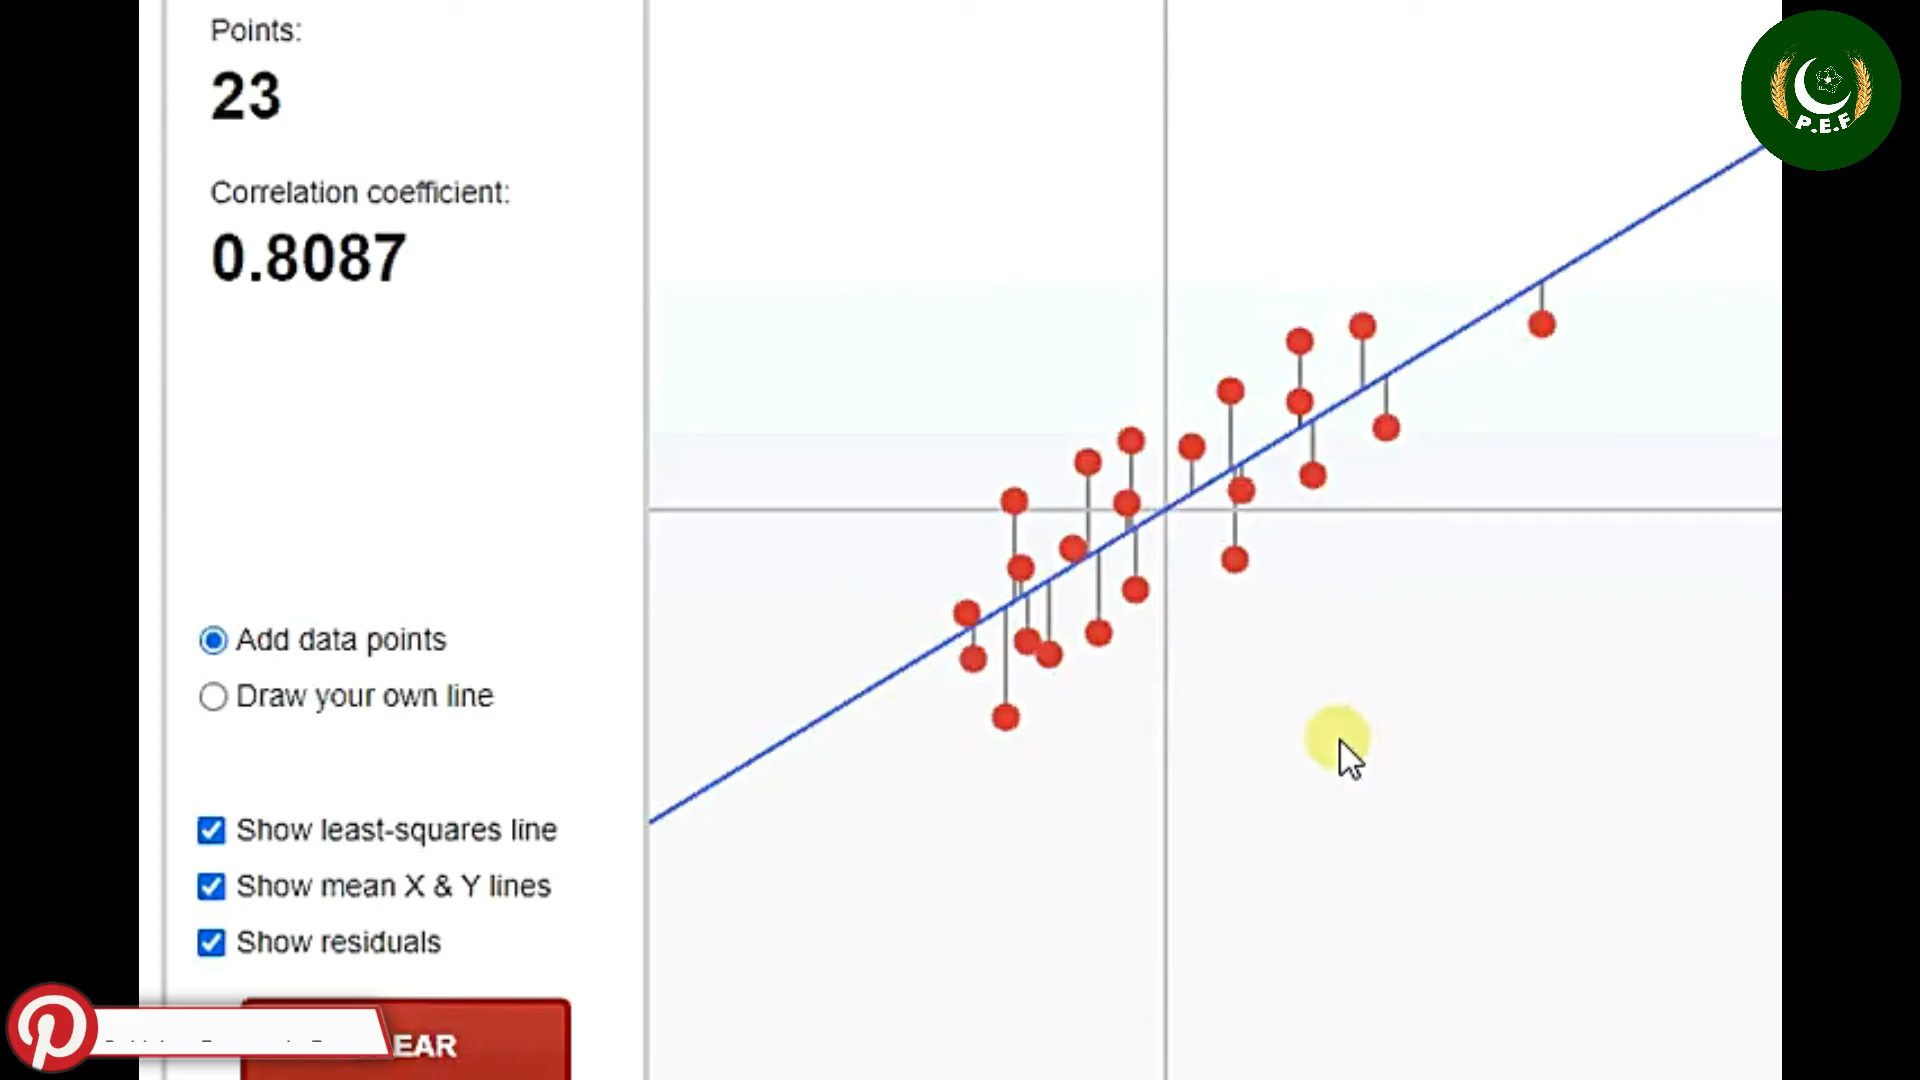 Points:
23
Correlation coefficient:
0.8087
P.E.F
Add data points
Draw your own line
Show least-squares line
Show mean X & Y lines
Show residuals
EAR